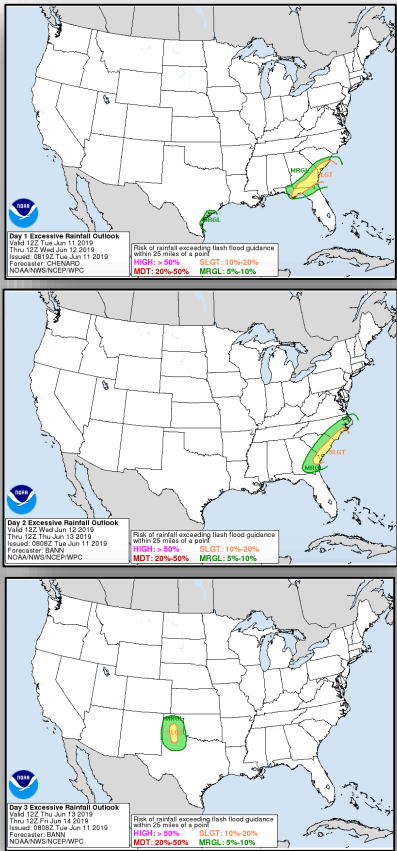 MRGL
SLGT
MRGL
NOAA
Day 1 Excessive Rainfall Outlook
Valid 12Z Tue Jun 11 2019
Thru 12Z Wed Jun 12 2019
Issued: 0819Z Tue Jun 11 2019
Forecaster: CHENARD
NOAA/NWS/NCEP/WPC
Risk of rainfall exceeding flash flood guidance
within 25 miles of a point
HIGH: > 50% SLGT: 10%-20%
MDT: 20%-50% MRGL: 5%-10%
SLGT
MRGL
NOAA
Day 2 Excessive Rainfall Outlook
Valid 12Z Wed Jun 12 2019
Thru 12Z Thu Jun 13 2019
Issued: 0808Z Tue Jun 11 2019
Forecaster: BANN
NOAA/NWS/NCEP/WPC
Risk of rainfall exceeding flash flood guidance
within 25 miles of a point
HIGH: > 50% SLGT: 10%-20%
MDT: 20%-50% MRGL: 5%-10%
MRGL
SLGT
NOAA
Day 3 Excessive Rainfall Outlook
Valid 12Z Thu Jun 13 2019
Thru 12Z Fri Jun 14 2019
Issued: 0808Z Tue Jun 11 2019
Forecaster: BANN
NOAA/NWS/NCEP/WPC
Risk of rainfall exceeding flash flood guidance
within 25 miles of a point
HIGH: > 50% SLGT: 10%-20%
MDT: 20%-50% MRGL: 5%-10%